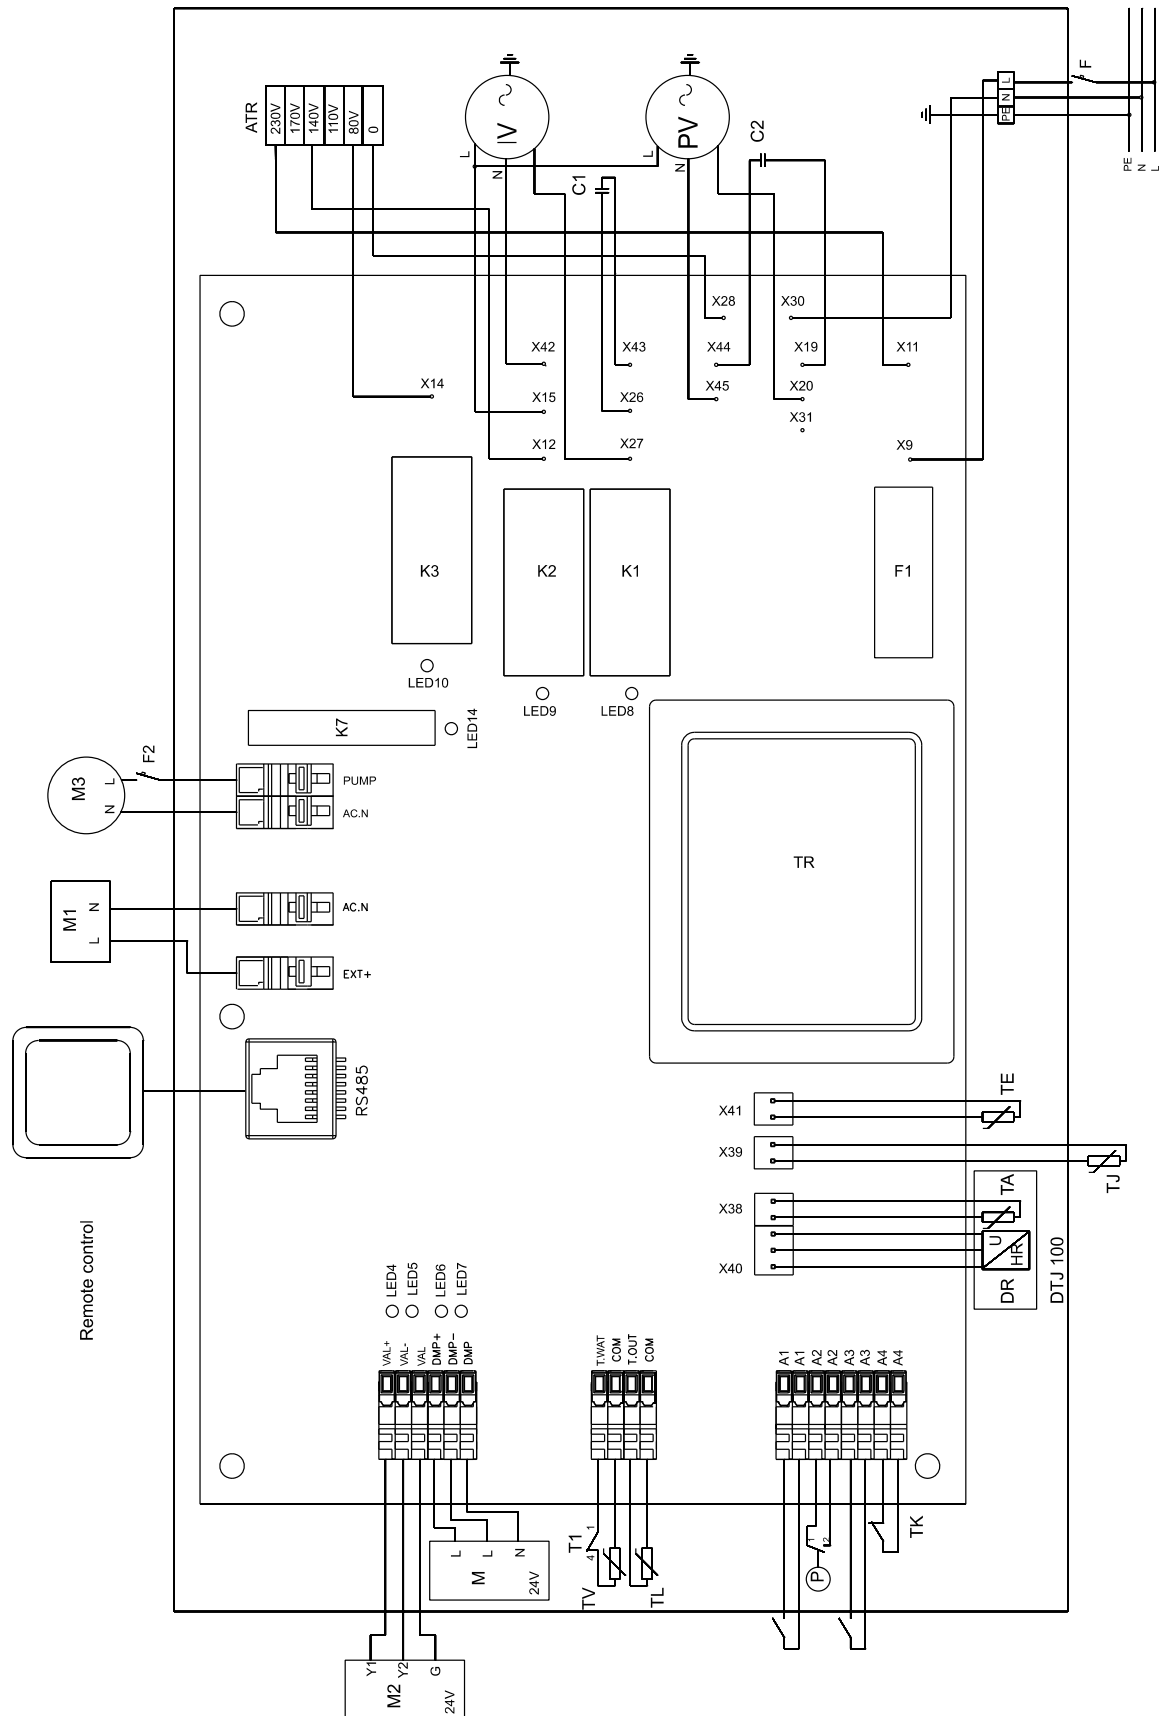 ATR
230V
170V
140V
110V
80V
0
IV
L
N
PV
L
N
C1
C2
L
N
PE
F
PE
N
L
X28
X30
X42
X43
X44
X19
X11
X14
X15
X26
X45
X20
X31
X12
X27
X9
K3
K2
K1
F1
LED10
LED9
LED8
K7
LED14
M3
L
N
F2
PUMP
AC.N
M1
N
L
AC.N
EXT+
TR
RS485
Remote control
X41
TE
X39
TJ
X38
TA
X40
U
HR
DR
DTJ 100
LED4
LED5
LED6
LED7
VAL+
VAL-
VAL
DMP+
DMP-
DMP
T.WAT
COM
T.OUT
COM
A1
A1
A2
A2
A3
A3
A4
A4
M
L
L
N
24V
T1
1
4
TV
TL
P
1
2
TK
M2
Y1
Y2
G
24V